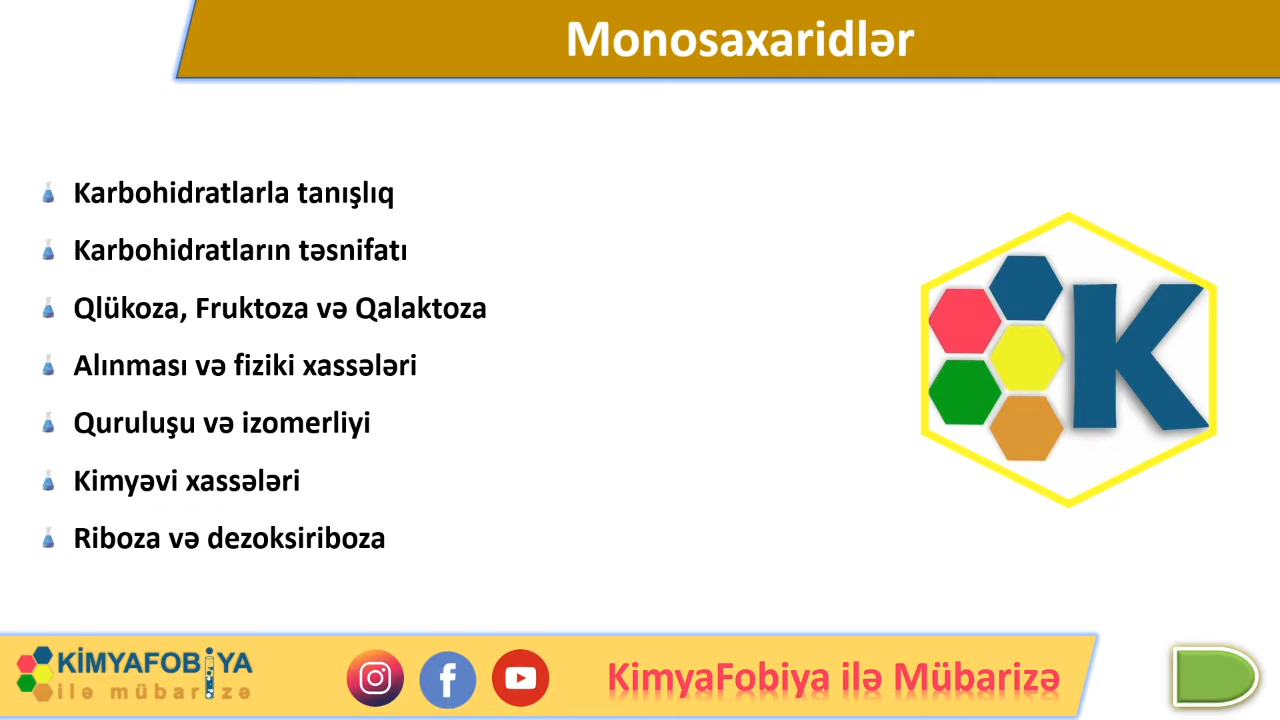 Monosaxaridlər
Karbohidratlarla tanışlıq
Karbohidratların təsnifatı
Qlükoza, Fruktoza və Qalaktoza
Alınması və fiziki xassələri
Quruluşu və izomerliyi
Kimyəvi xassələri
Riboza və dezoksiriboza
K
KİMYAFOBİYA
ilə mübarizə
f
KimyaFobiya ilə Mübarizə